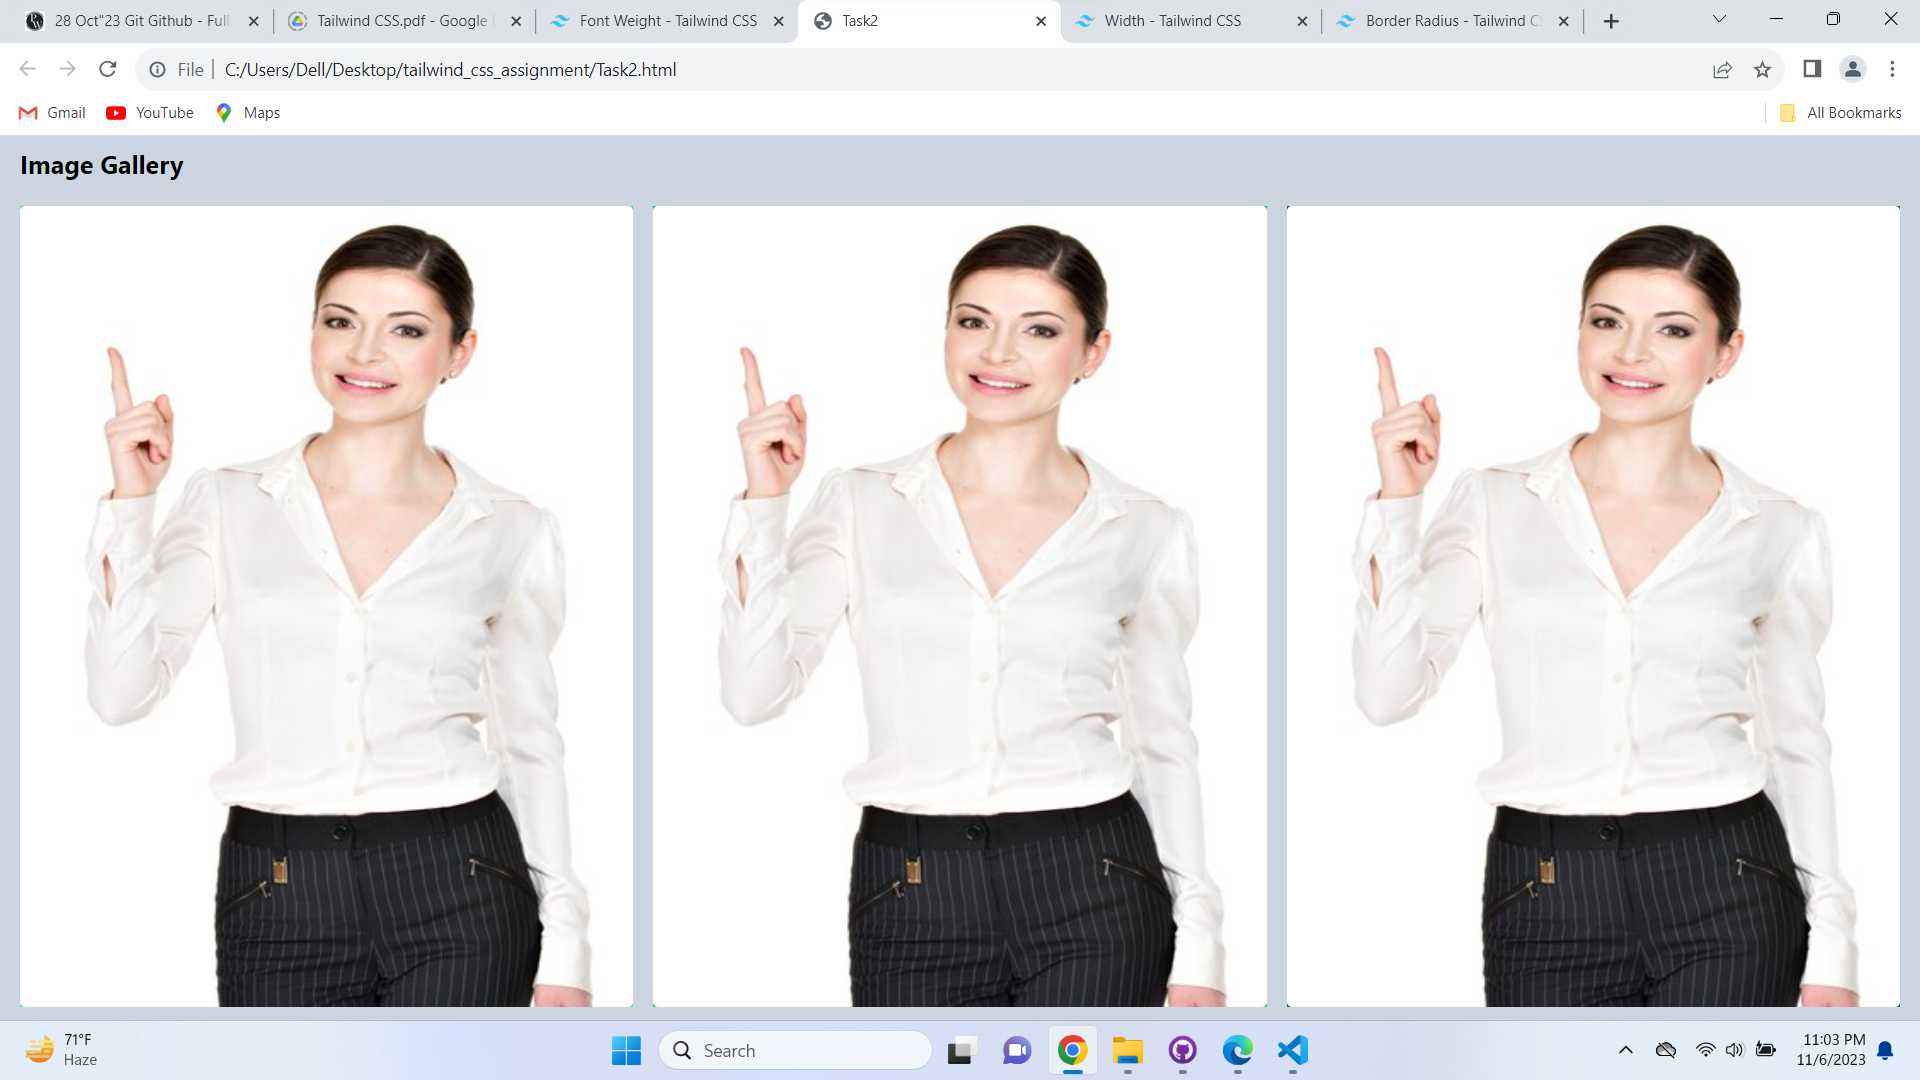 28 Oct"23 Git Github - Full
Tailwind CSS.pdf - Google
Font Weight - Tailwind CSS
Task2
Width - Tailwind CSS
Border Radius - Tailwind CS
File
C:/Users/Dell/Desktop/tailwind_css_assignment/Task2.html
Gmail
YouTube
Maps
All Bookmarks
Image Gallery
71°F
Haze
Search
11:03 PM
11/6/2023